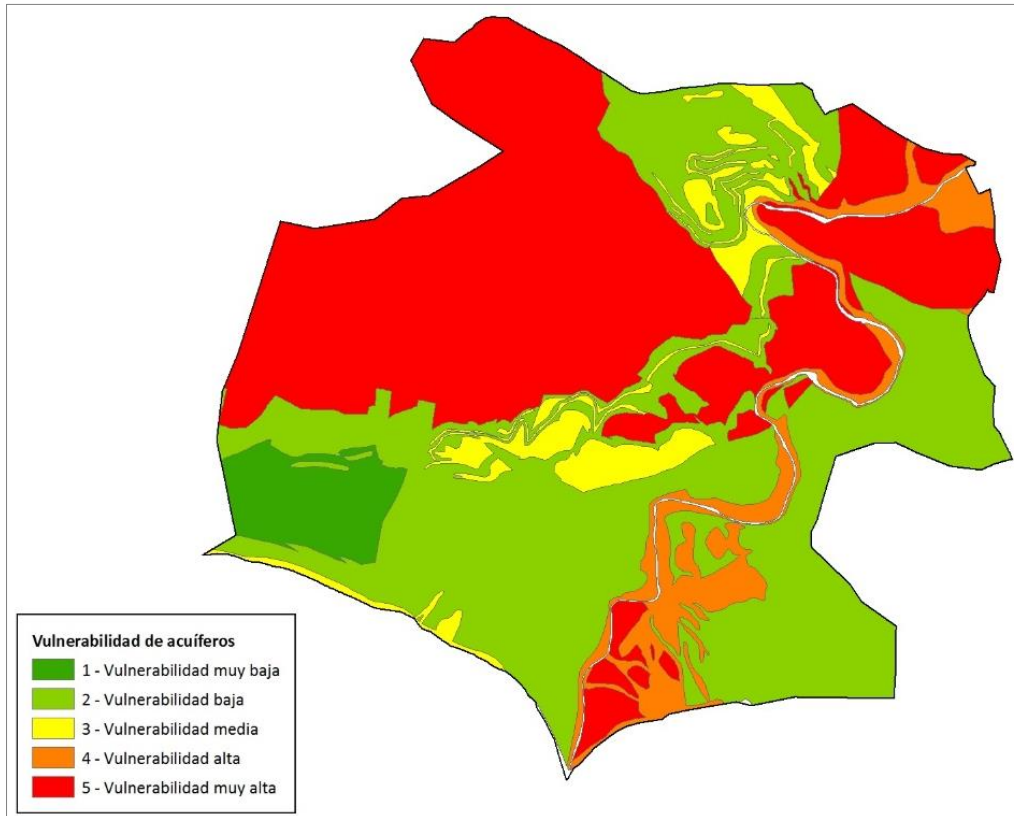 Vulnerabilidad de acuíferos
1 - Vulnerabilidad muy baja
2 - Vulnerabilidad baja
3 - Vulnerabilidad media
4 - Vulnerabilidad alta
5 - Vulnerabilidad muy alta